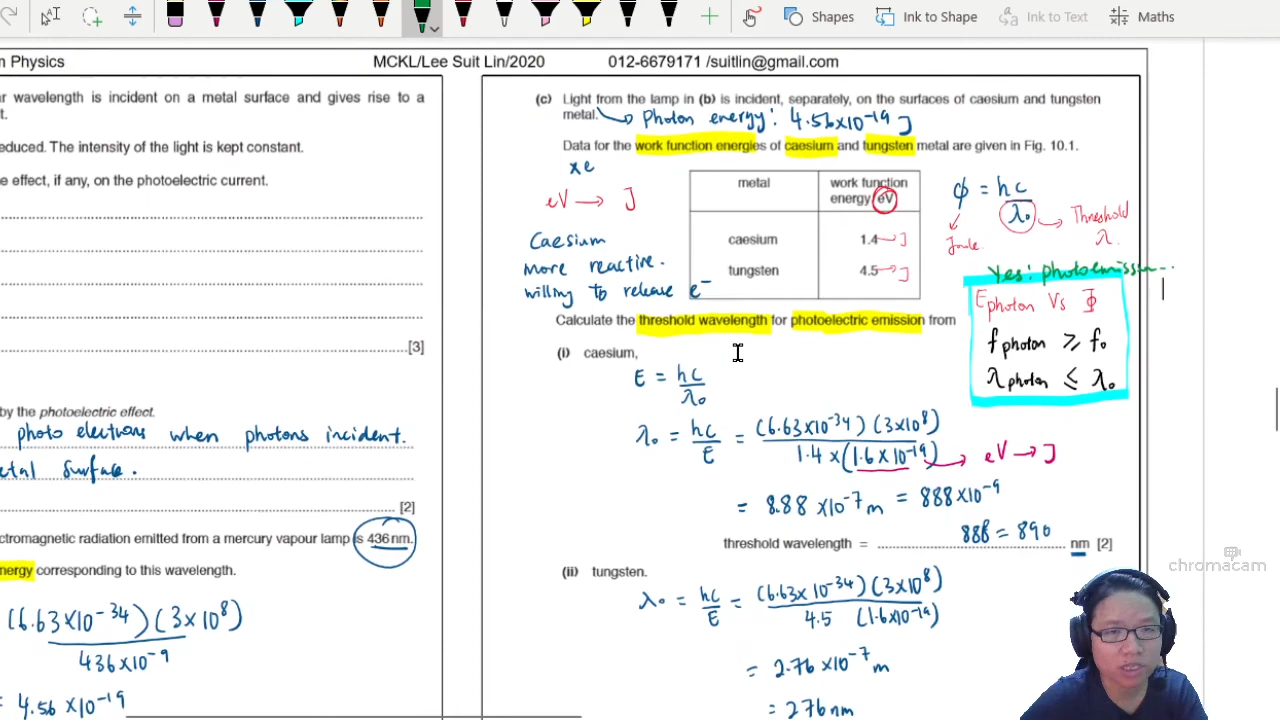 Shapes
Ink to Shape
Ink to Text
Maths
m Physics
MCKL/Lee Suit Lin/2020
012-6679171 /suitlin@gmail.com
ar wavelength is incident on a metal surface and gives rise to a
t.
educed. The intensity of the light is kept constant.
e effect, if any, on the photoelectric current.
[3]
by the photoelectric effect.
photo electrons when photons incident.
etal surface.
[2]
ctromagnetic radiation emitted from a mercury vapour lamp is 436 nm.
nergy corresponding to this wavelength.
(6.63×10⁻³⁴)(3×10⁸)
436×10⁻⁹
= 4.56×10⁻¹⁹
(c) Light from the lamp in (b) is incident, separately, on the surfaces of caesium and tungsten
metal. → Photon energy: 4.56×10⁻¹⁹ J
Data for the work function energies of caesium and tungsten metal are given in Fig. 10.1.
×e
eV → J
metal
work function
energy / eV
caesium
1.4 → J
tungsten
4.5 → J
Caesium
more reactive.
willing to release e⁻
ϕ = hc
λ₀ → Threshold
λ.
Joule.
Yes: photoemission...
Ephoton Vs Φ
fphoton ≥ f₀
λphoton ≤ λ₀
Calculate the threshold wavelength for photoelectric emission from
(i) caesium,
E = hc
λ₀
λ₀ = hc = (6.63×10⁻³⁴)(3×10⁸)
E 1.4×(1.6×10⁻¹⁹) → eV → J
= 8.88×10⁻⁷ m = 888×10⁻⁹
888 = 890
threshold wavelength = nm [2]
(ii) tungsten.
λ₀ = hc = (6.63×10⁻³⁴)(3×10⁸)
E 4.5 (1.6×10⁻¹⁹)
= 2.76×10⁻⁷ m
= 276nm
chromacam